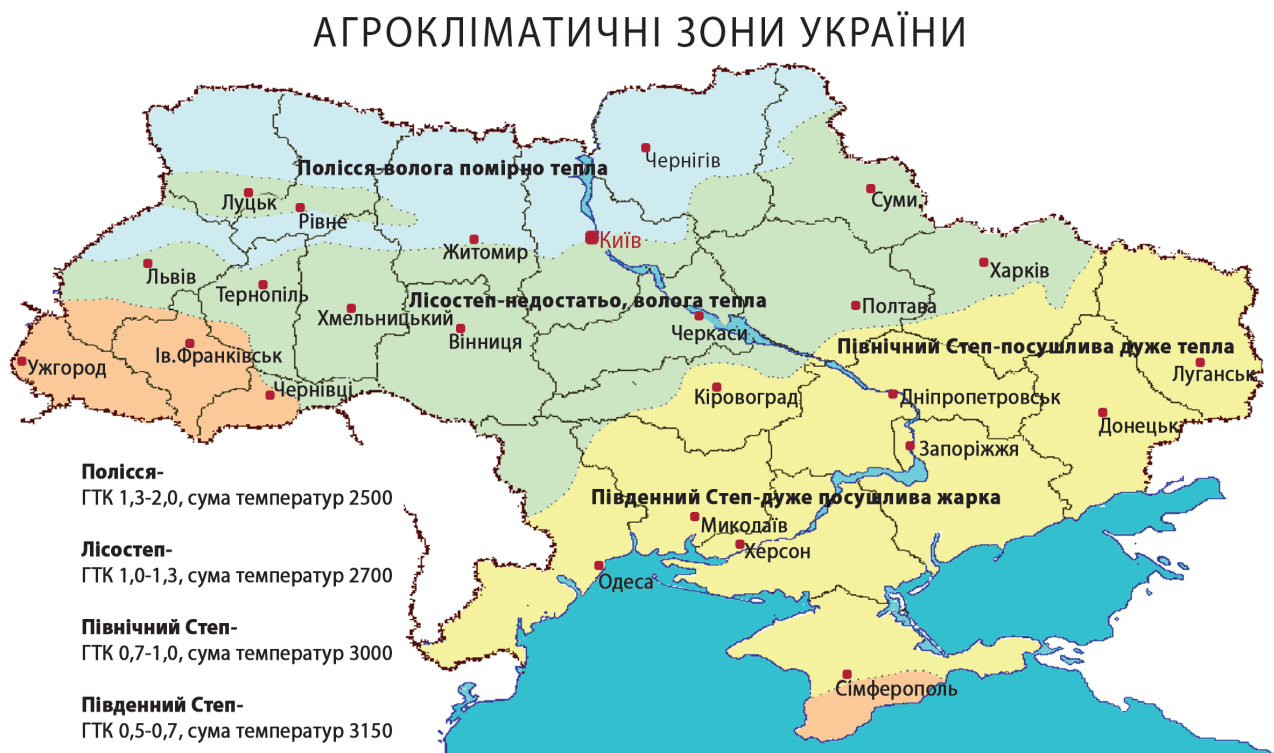 АГРОКЛІМАТИЧНІ ЗОНИ УКРАЇНИ
Чернігів
Полісся-волога помірно тепла
Луцьк
Суми
Рівне
Київ
Житомир
Харків
Львів
Тернопіль
Лісостеп-недостатьо, волога тепла
Полтава
Хмельницький
Черкаси
Вінниця
Північний Степ-посушлива дуже тепла
Ів.Франківськ
Ужгород
Луганськ
Чернівці
Кіровоград
Дніпропетровськ
Донецьк
Запоріжжя
Південний Степ-дуже посушлива жарка
Миколаїв
Херсон
Одеса
Сімферополь
Полісся-
ГТК 1,3-2,0, сума температур 2500
Лісостеп-
ГТК 1,0-1,3, сума температур 2700
Північний Степ-
ГТК 0,7-1,0, сума температур 3000
Південний Степ-
ГТК 0,5-0,7, сума температур 3150